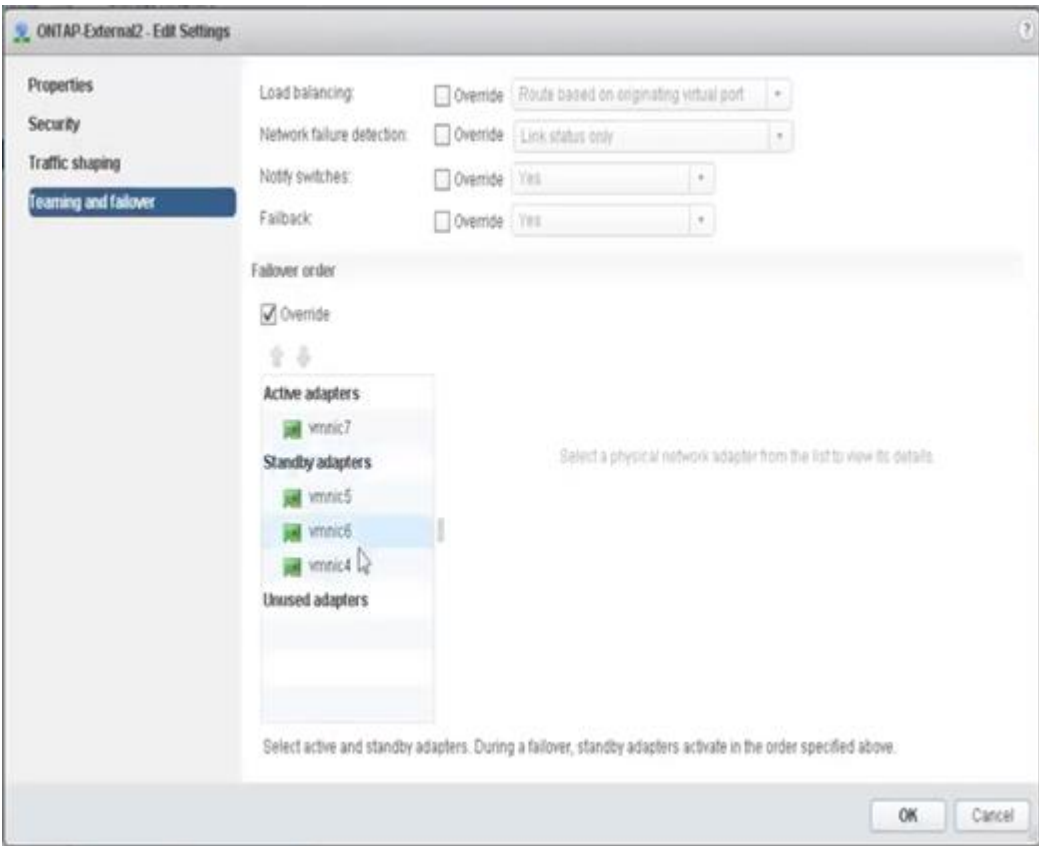 ONTAP-External2 - Edit Settings
?
Properties
Security
Traffic shaping
Teaming and failover
Load balancing: Override Route based on originating virtual port
Network failure detection: Override Link status only
Notify switches: Override Yes
Failback: Override Yes
Failover order
Override
Active adapters
vmnic7
Standby adapters
vmnic5
vmnic6
vmnic4
Unused adapters
Select a physical network adapter from the list to view its details.
Select active and standby adapters. During a failover, standby adapters activate in the order specified above.
OK Cancel